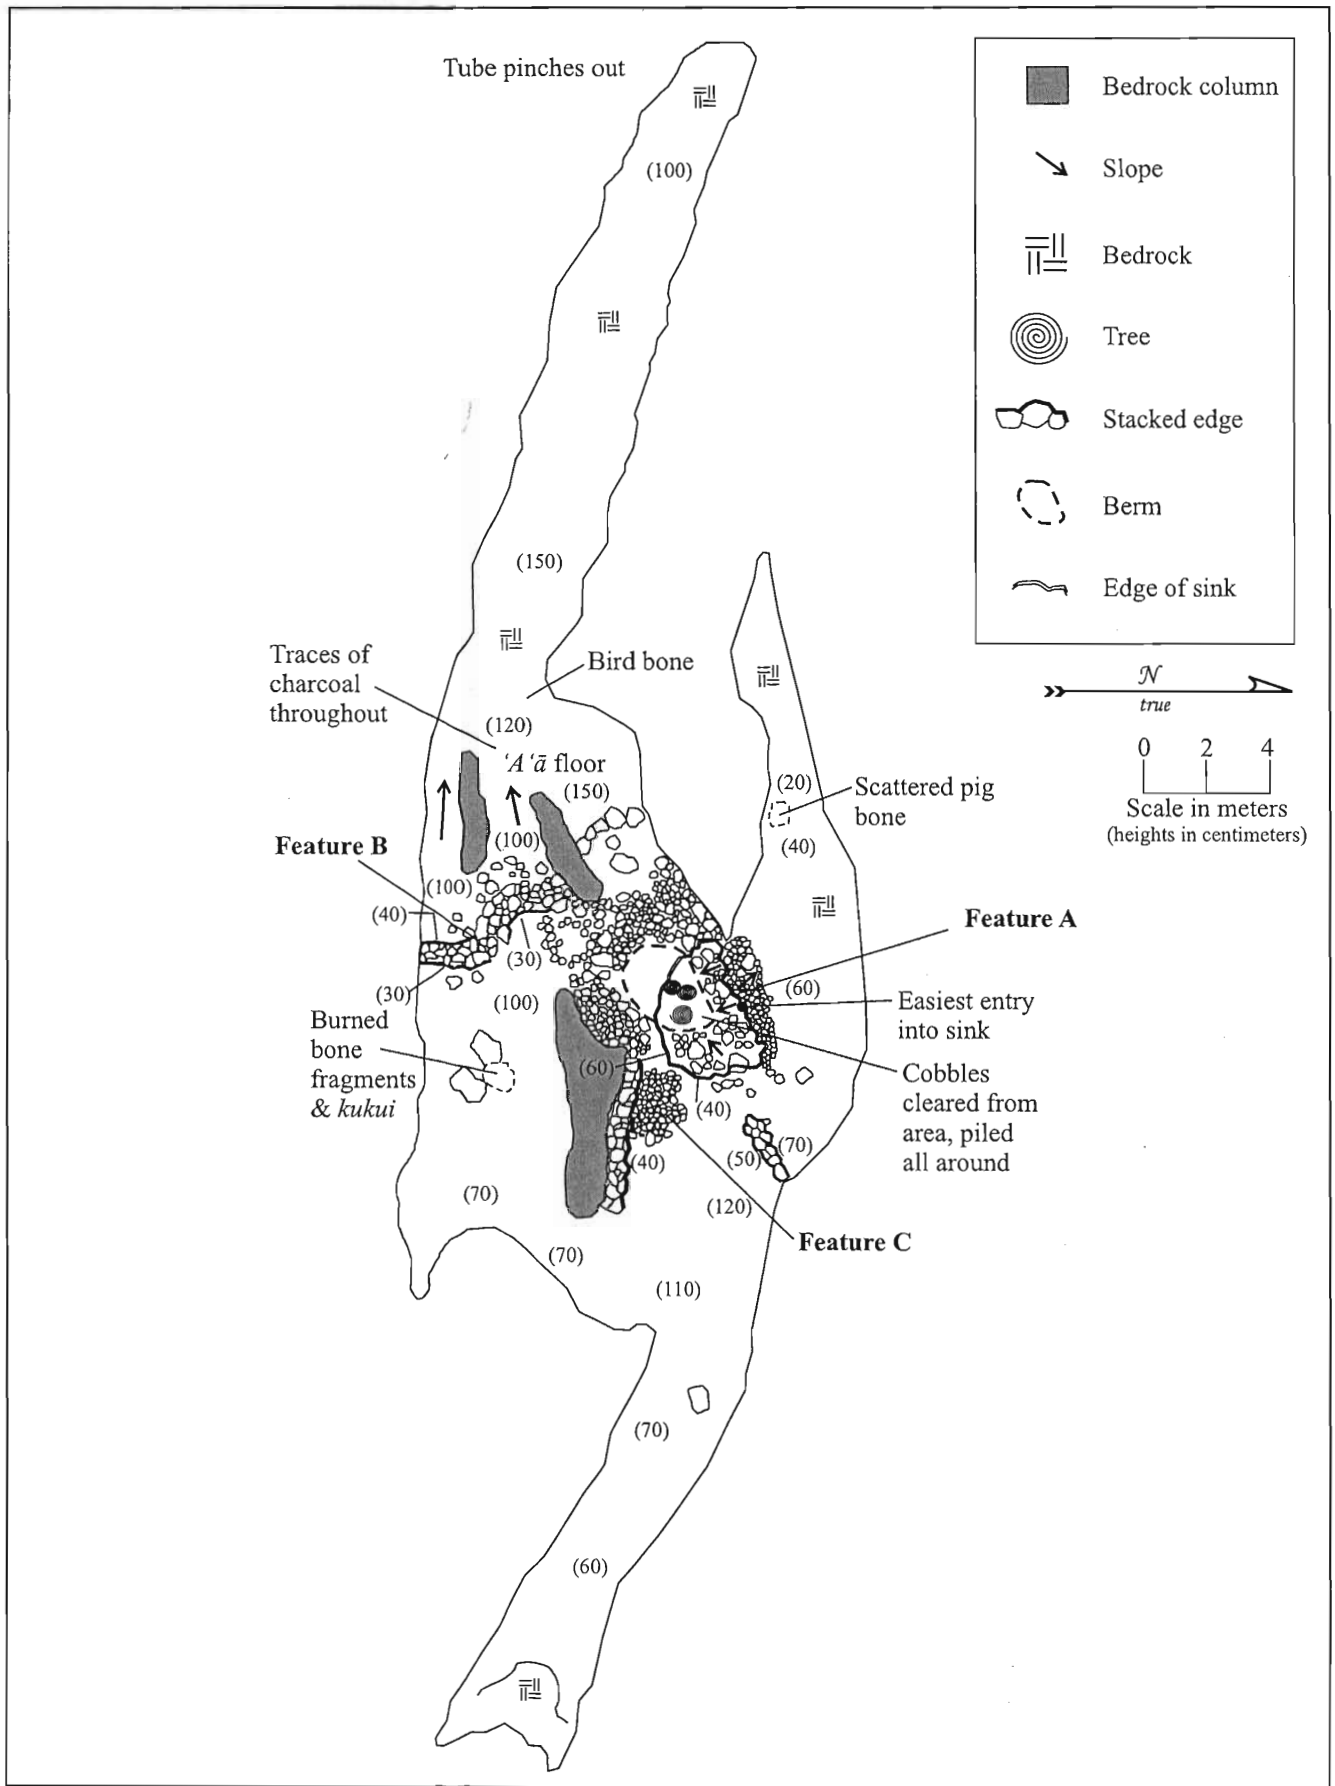 Tube pinches out
(100)
Bedrock column
Slope
Bedrock
Tree
Stacked edge
Berm
Edge of sink
N
true
0 2 4
Scale in meters
(heights in centimeters)
(150)
Traces of
charcoal
throughout
Bird bone
(120)
ʻAʻā floor
(150)
(100)
Feature B
(100)
(40)
(30)
(30)
(100)
(20)
Scattered pig
bone
(40)
Feature A
(60)
Easiest entry
into sink
Burned
bone
fragments
& kukui
(60)
(40)
Cobbles
cleared from
area, piled
all around
(40)
(50)
(70)
(120)
Feature C
(70)
(70)
(110)
(70)
(60)